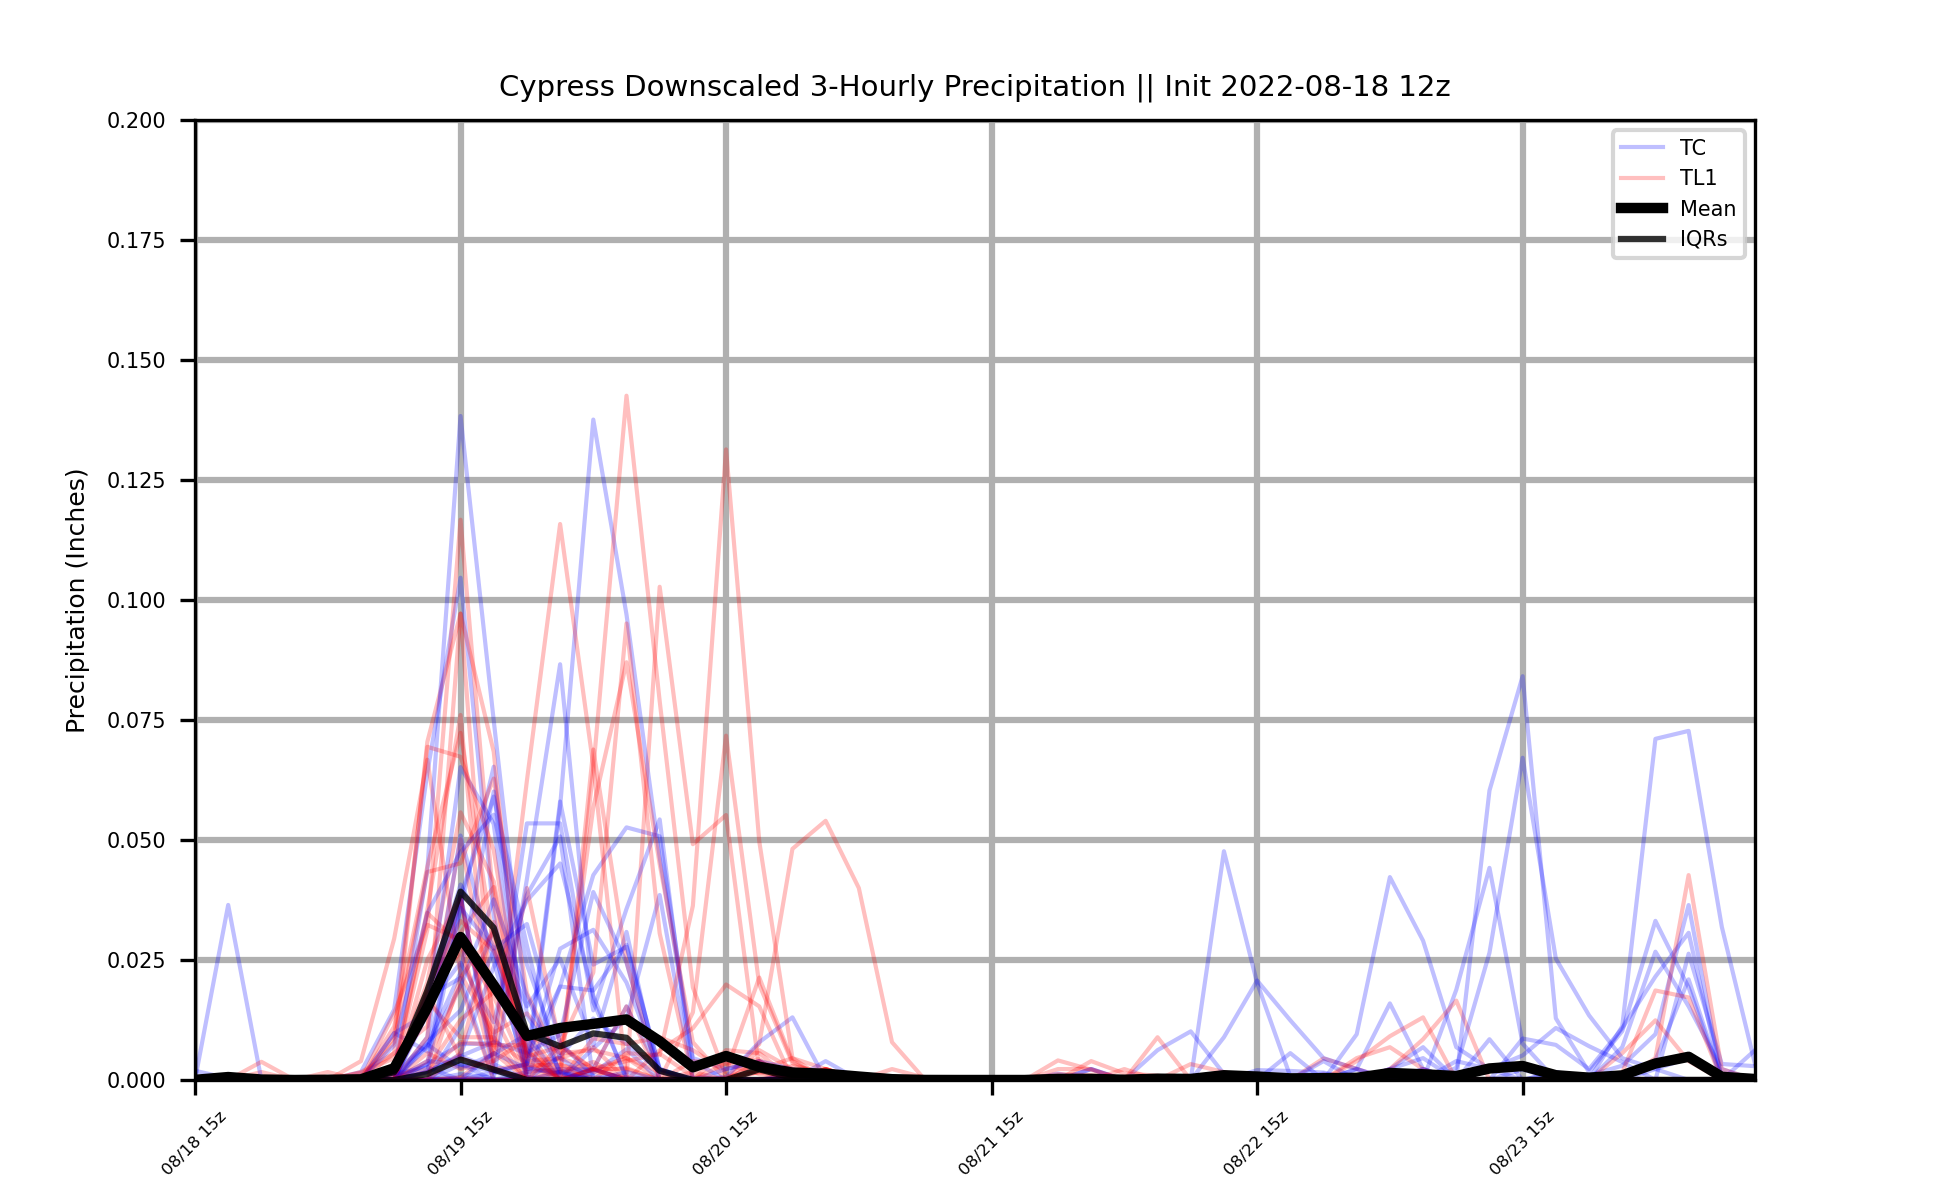 Cypress Downscaled 3-Hourly Precipitation || Init 2022-08-18 12z
TC
TL1
Mean
IQRs
Precipitation (Inches)
0.200
0.175
0.150
0.125
0.100
0.075
0.050
0.025
0.000
08/18 15z
08/19 15z
08/20 15z
08/21 15z
08/22 15z
08/23 15z